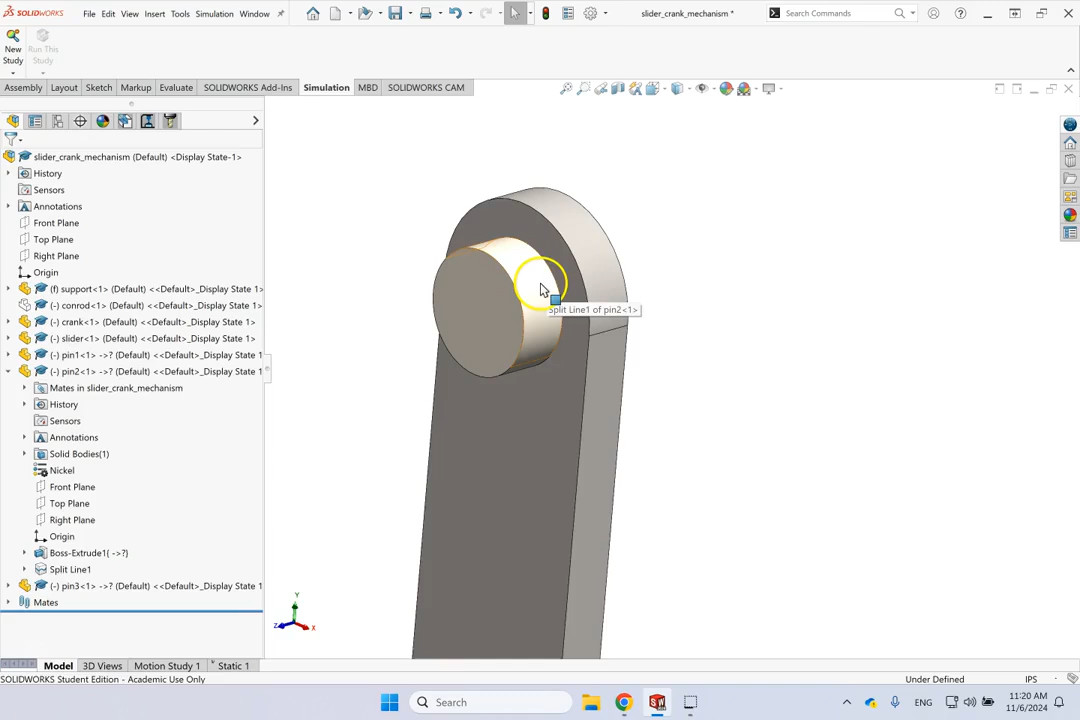 SOLIDWORKS File Edit View Insert Tools Simulation Window slider_crank_mechanism * Search Commands
New Study Run This Study
Assembly Layout Sketch Markup Evaluate SOLIDWORKS Add-Ins Simulation MBD SOLIDWORKS CAM
slider_crank_mechanism (Default) <Display State-1>
History
Sensors
Annotations
Front Plane
Top Plane
Right Plane
Origin
(f) support<1> (Default) <<Default>_Display State 1
(-) conrod<1> (Default) <<Default>_Display State 1
(-) crank<1> (Default) <<Default>_Display State 1
(-) slider<1> (Default) <<Default>_Display State 1
(-) pin1<1> ->? (Default) <<Default>_Display State 1
(-) pin2<1> ->? (Default) <<Default>_Display State 1
Mates in slider_crank_mechanism
History
Sensors
Annotations
Solid Bodies(1)
Nickel
Front Plane
Top Plane
Right Plane
Origin
Boss-Extrude1( ->?)
Split Line1
(-) pin3<1> ->? (Default) <<Default>_Display State 1
Mates
Split Line1 of pin2<1>
Y
Z
X
Model 3D Views Motion Study 1 Static 1
SOLIDWORKS Student Edition - Academic Use Only Under Defined IPS
Search ENG 11:20 AM
11/6/2024